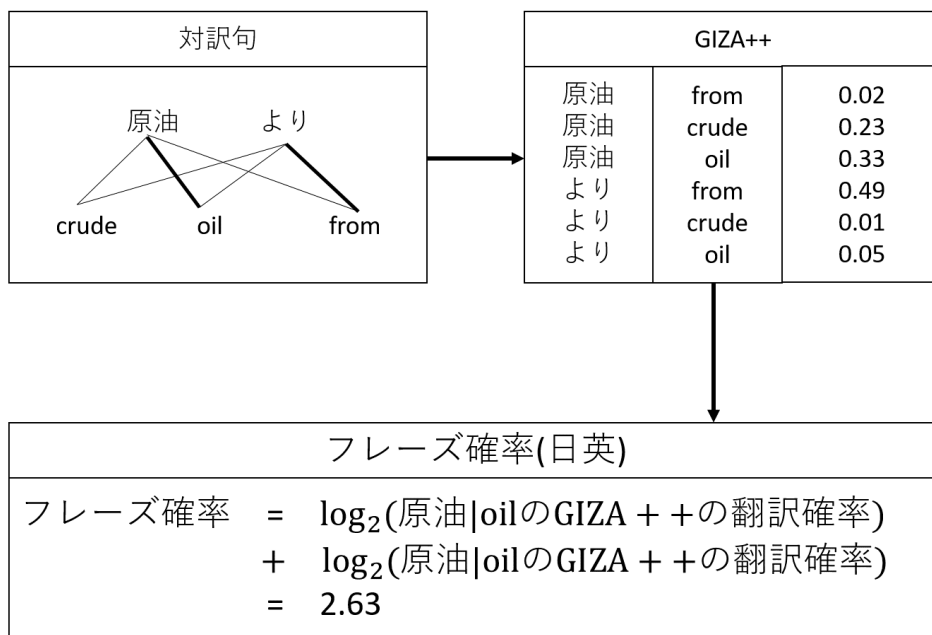 対訳句
原油 より
crude oil from
GIZA++
原油 from 0.02
原油 crude 0.23
原油 oil 0.33
より from 0.49
より crude 0.01
より oil 0.05
フレーズ確率(日英)
フレーズ確率 = log₂(原油|oilのGIZA++の翻訳確率)
+ log₂(原油|oilのGIZA++の翻訳確率)
= 2.63